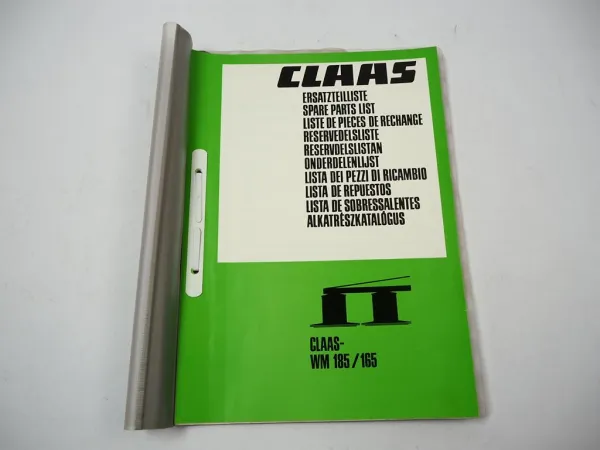 CLAAS
ERSATZTEILLISTE
SPARE PARTS LIST
LISTE DE PIECES DE RECHANGE
RESERVEDELSLISTE
RESERVDELSLISTAN
ONDERDELENLIJST
LISTA DEI PEZZI DI RICAMBIO
LISTA DE REPUESTOS
LISTA DE SOBRESSALENTES
ALKATRÈSZKATALÓGUS
CLAAS-
WM 185/165